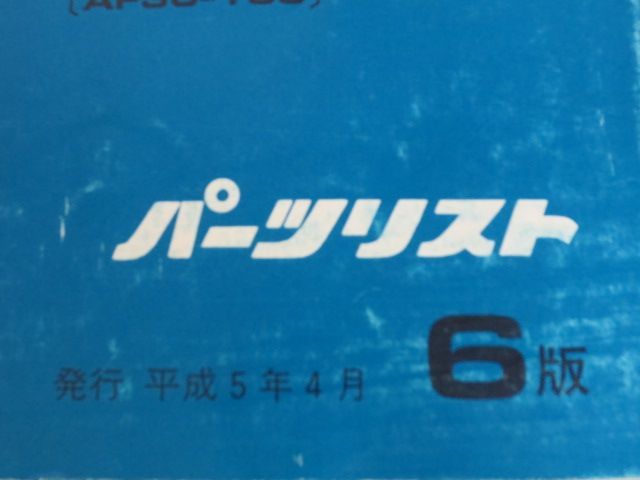 パーツリスト
6版
発行 平成5年4月